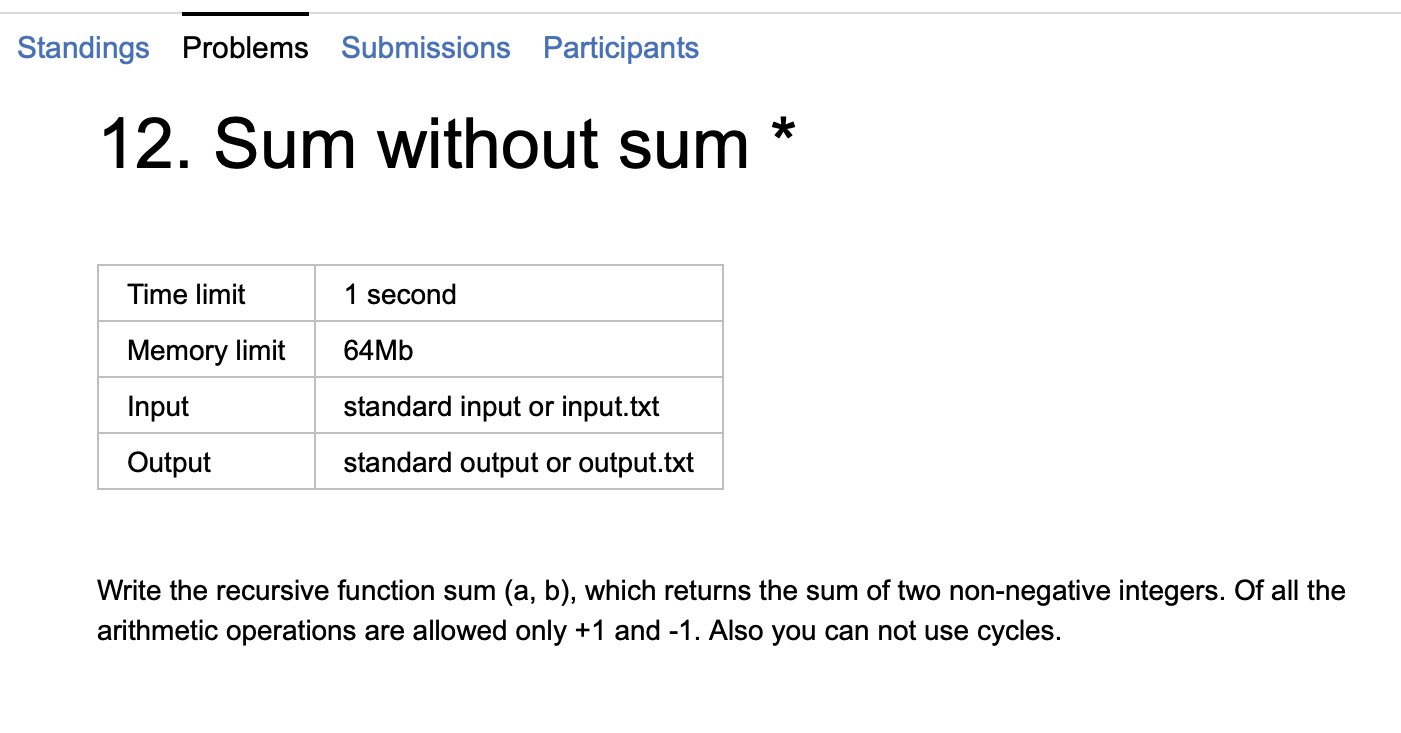 Standings Problems Submissions Participants
12. Sum without sum *
Time limit 1 second
Memory limit 64Mb
Input standard input or input.txt
Output standard output or output.txt
Write the recursive function sum (a, b), which returns the sum of two non-negative integers. Of all the
arithmetic operations are allowed only +1 and -1. Also you can not use cycles.